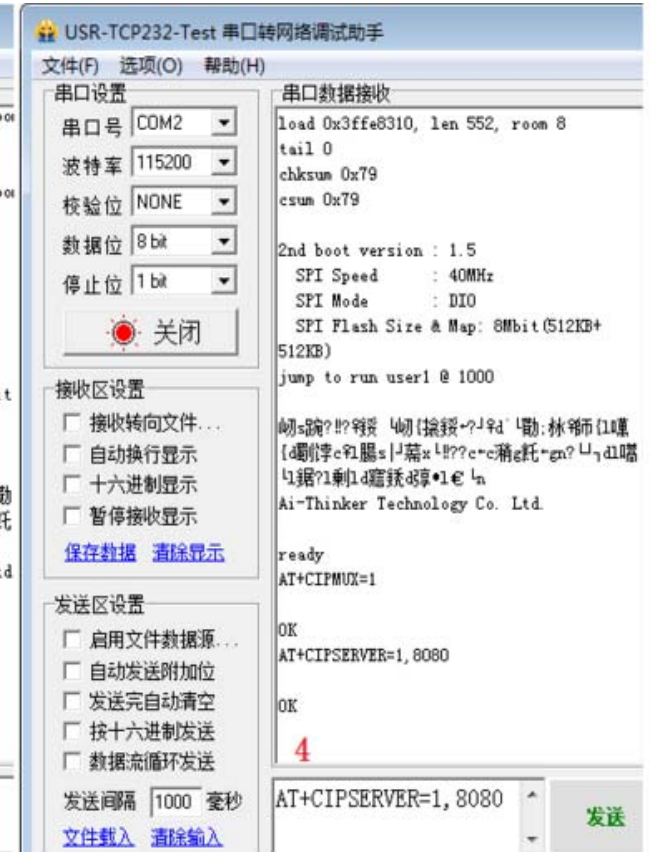 USR-TCP232-Test 串口转网络调试助手
文件(F) 选项(O) 帮助(H)
串口设置
串口号 COM2
波特率 115200
校验位 NONE
数据位 8 bit
停止位 1 bit
关闭
接收区设置
接收转向文件...
自动换行显示
十六进制显示
暂停接收显示
保存数据 清除显示
发送区设置
启用文件数据源...
自动发送附加位
发送完自动清空
按十六进制发送
数据流循环发送
发送间隔 1000 毫秒
文件载入 清除输入
串口数据接收
load 0x3ffe8310, len 552, room 8
tail 0
chksum 0x79
csum 0x79
2nd boot version : 1.5
SPI Speed : 40MHz
SPI Mode : DIO
SPI Flash Size & Map: 8Mbit(512KB+
512KB)
jump to run user1 @ 1000
Ai-Thinker Technology Co. Ltd.
ready
AT+CIPMUX=1
OK
AT+CIPSERVER=1,8080
OK
4
AT+CIPSERVER=1,8080
发送